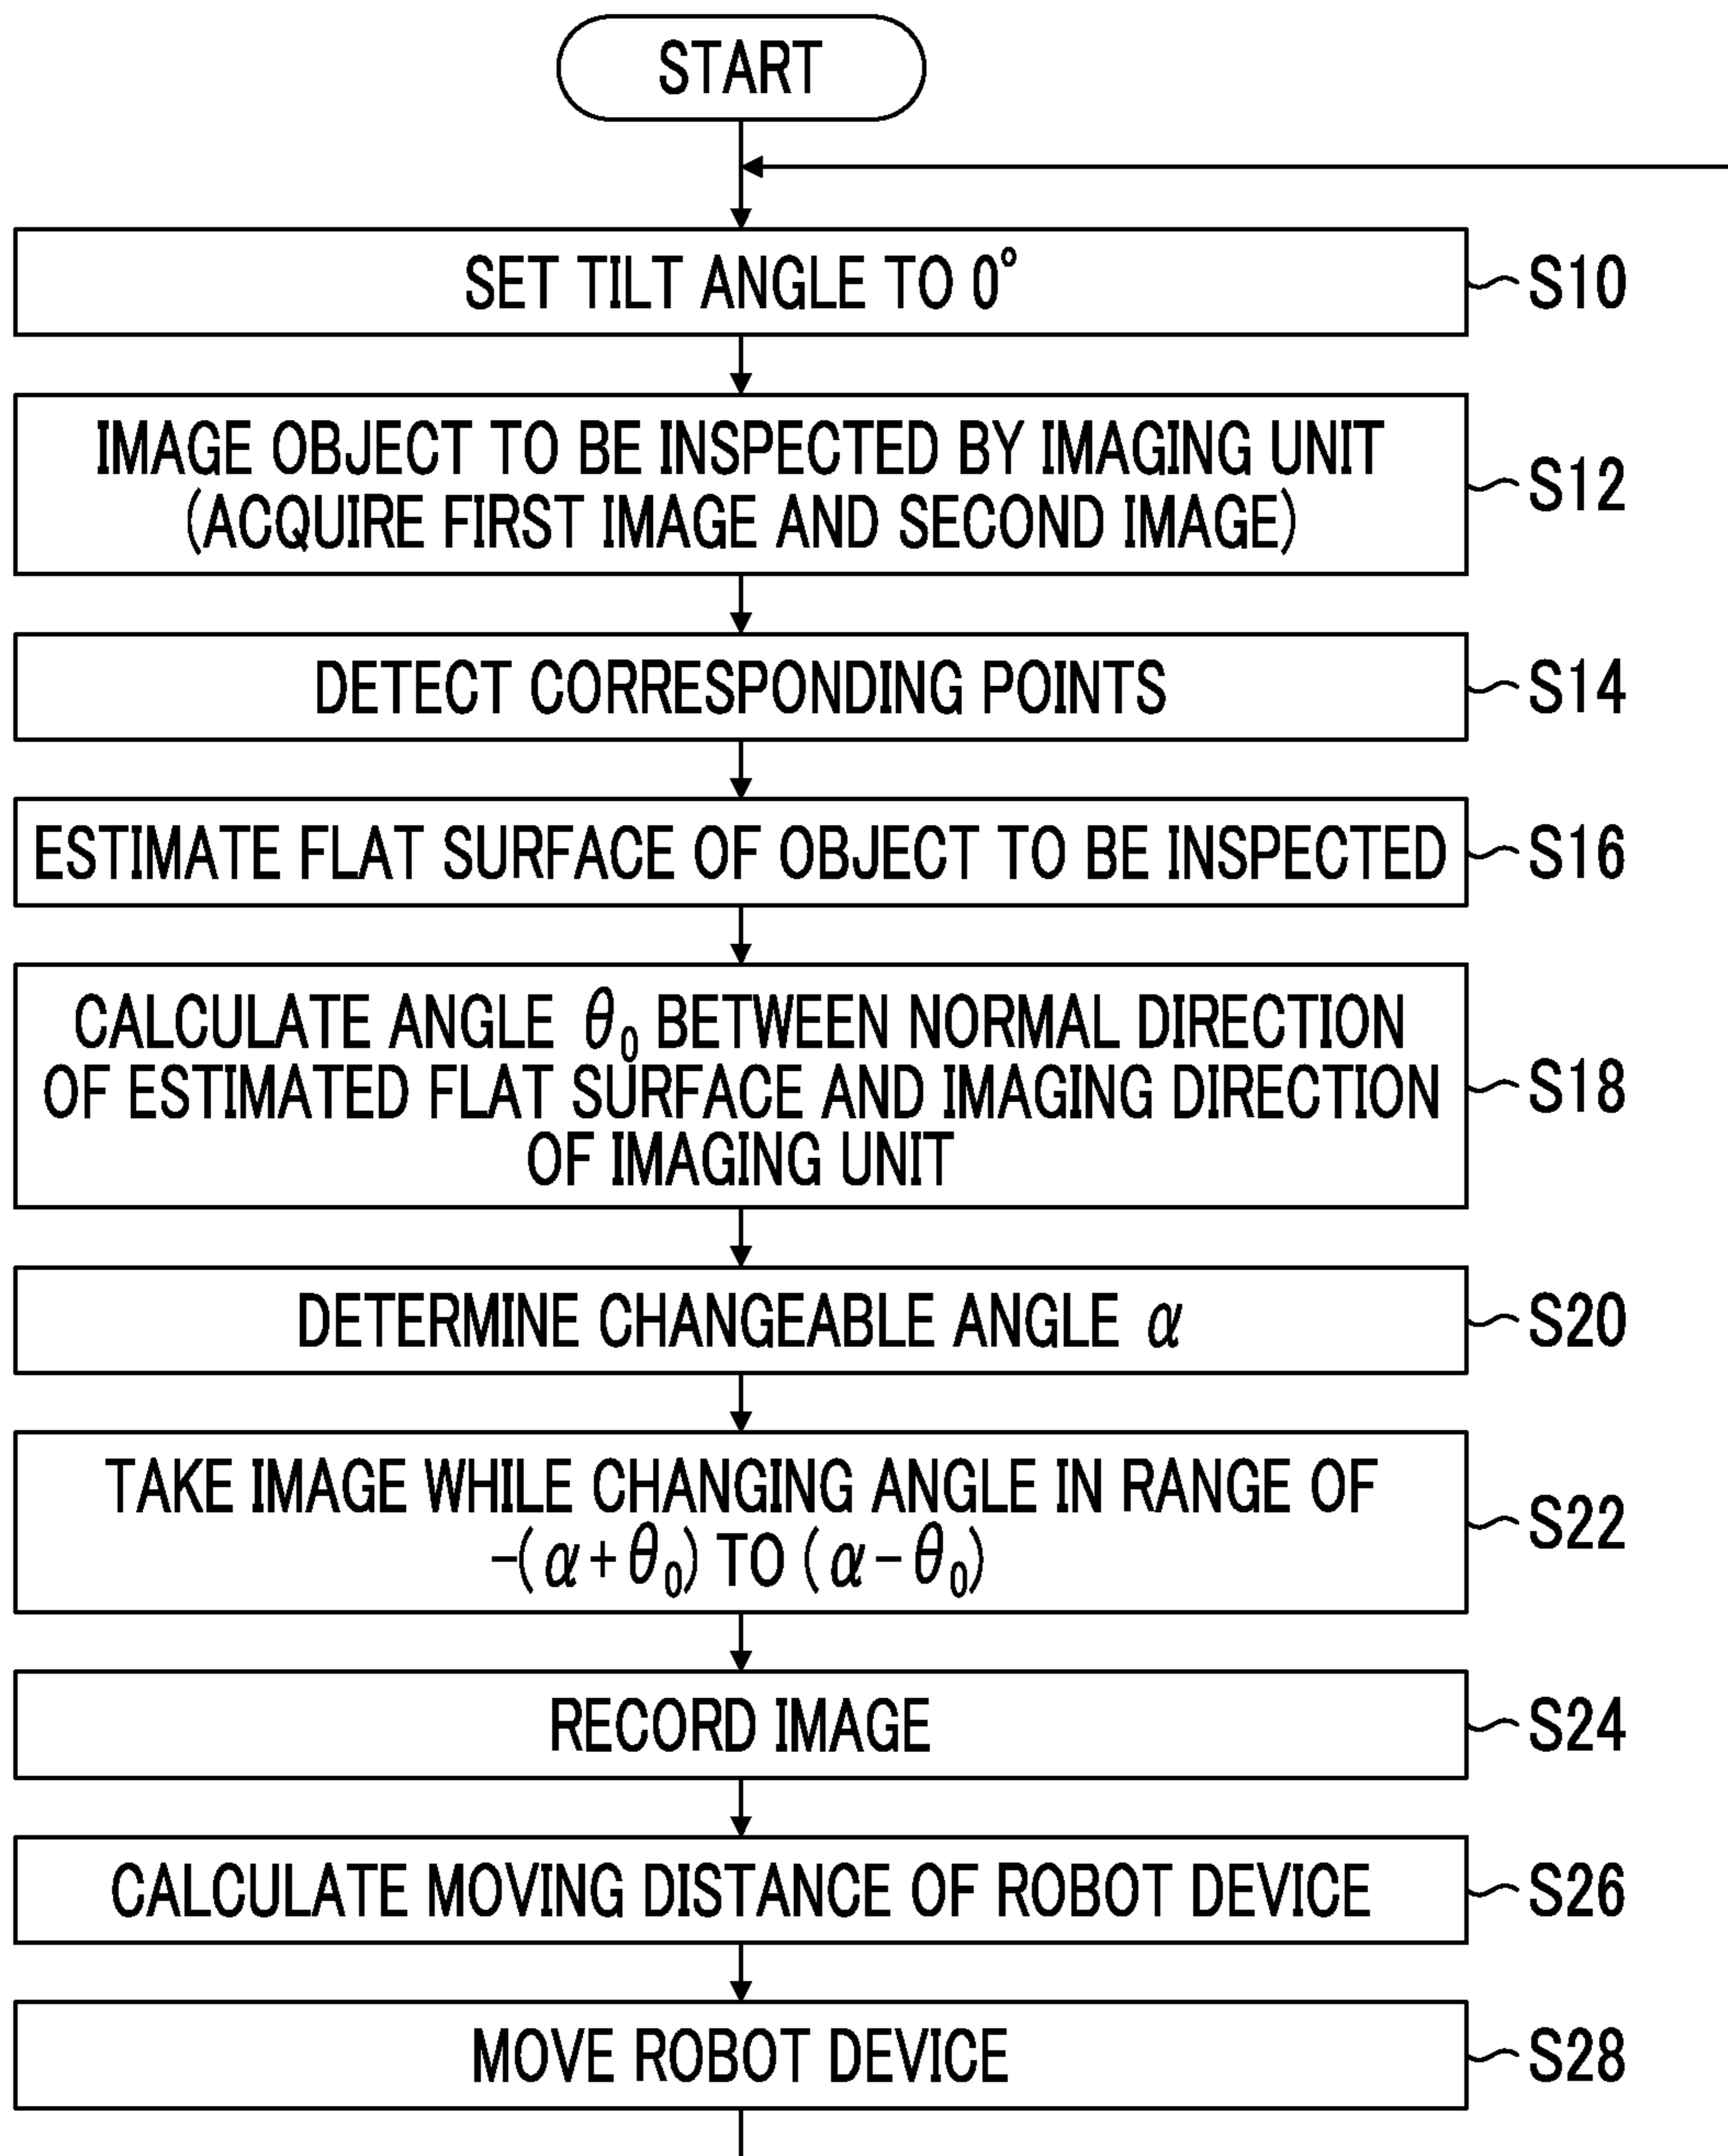 START
SET TILT ANGLE TO 0°
S10
IMAGE OBJECT TO BE INSPECTED BY IMAGING UNIT
(ACQUIRE FIRST IMAGE AND SECOND IMAGE)
S12
DETECT CORRESPONDING POINTS
S14
ESTIMATE FLAT SURFACE OF OBJECT TO BE INSPECTED
S16
CALCULATE ANGLE θ₀ BETWEEN NORMAL DIRECTION
OF ESTIMATED FLAT SURFACE AND IMAGING DIRECTION
OF IMAGING UNIT
S18
DETERMINE CHANGEABLE ANGLE α
S20
TAKE IMAGE WHILE CHANGING ANGLE IN RANGE OF
-(α+θ₀) TO (α-θ₀)
S22
RECORD IMAGE
S24
CALCULATE MOVING DISTANCE OF ROBOT DEVICE
S26
MOVE ROBOT DEVICE
S28